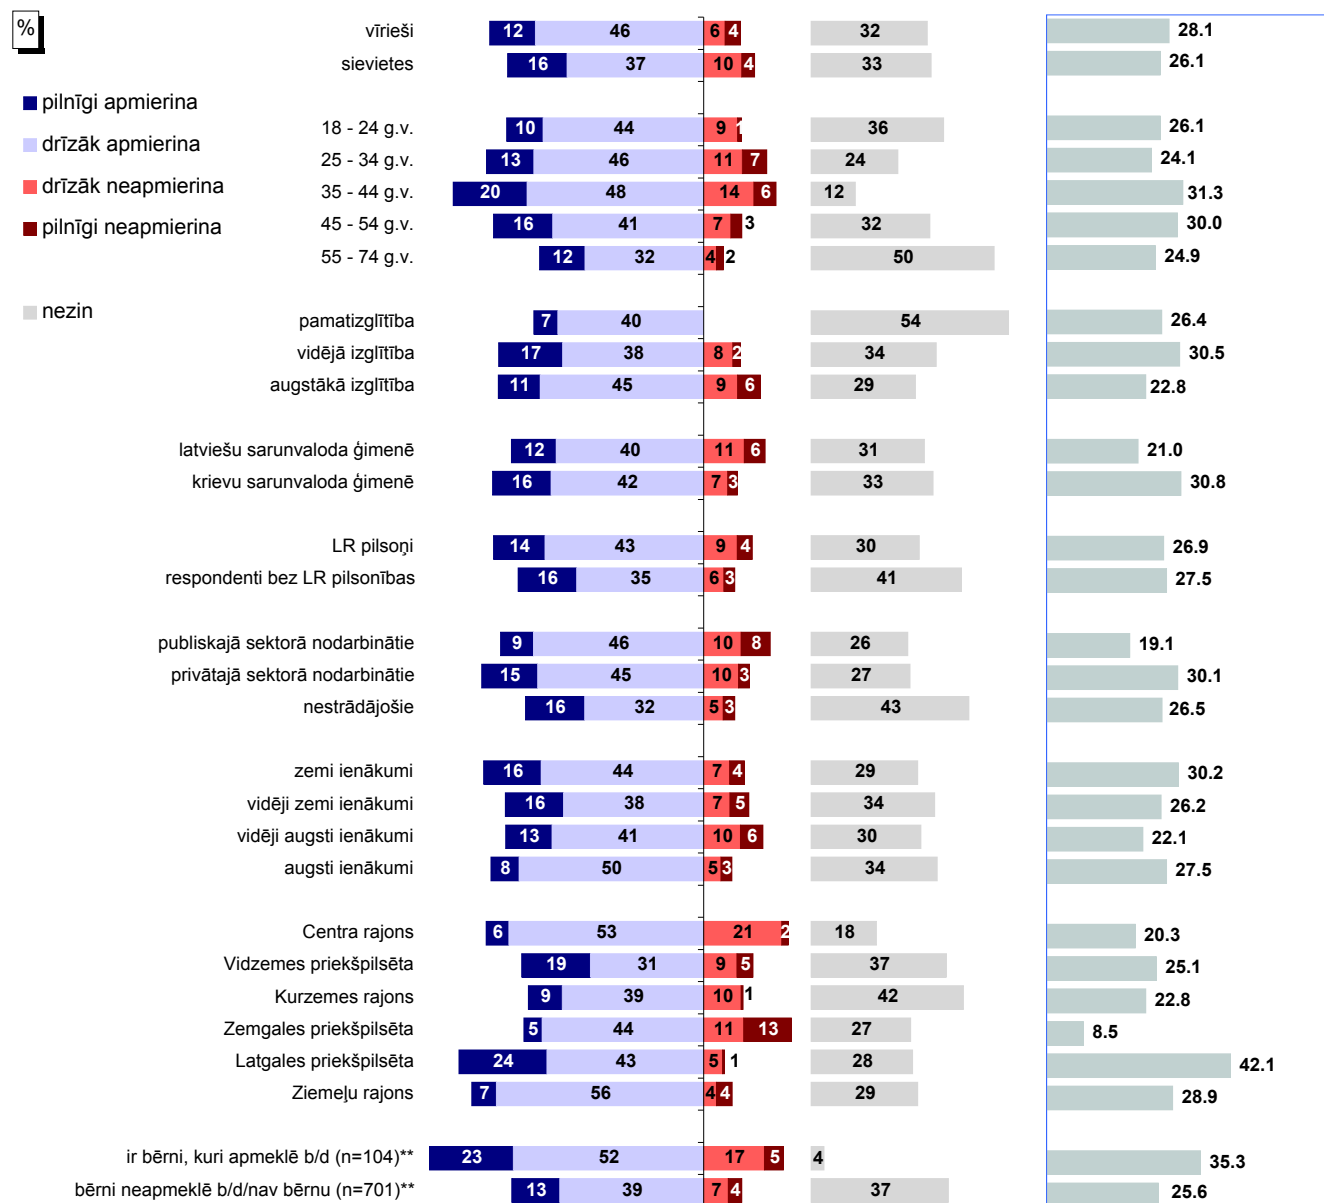 %
pilnīgi apmierina
drīzāk apmierina
drīzāk neapmierina
pilnīgi neapmierina
nezin
vīrieši 12 46 6 4 32 28.1
sievietes 16 37 10 4 33 26.1
18 - 24 g.v. 10 44 9 1 36 26.1
25 - 34 g.v. 13 46 11 7 24 24.1
35 - 44 g.v. 20 48 14 6 12 31.3
45 - 54 g.v. 16 41 7 3 32 30.0
55 - 74 g.v. 12 32 4 2 50 24.9
pamatizglītība 7 40 54 26.4
vidējā izglītība 17 38 8 2 34 30.5
augstākā izglītība 11 45 9 6 29 22.8
latviešu sarunvaloda ģimenē 12 40 11 6 31 21.0
krievu sarunvaloda ģimenē 16 42 7 3 33 30.8
LR pilsoņi 14 43 9 4 30 26.9
respondenti bez LR pilsonības 16 35 6 3 41 27.5
publiskajā sektorā nodarbinātie 9 46 10 8 26 19.1
privātajā sektorā nodarbinātie 15 45 10 3 27 30.1
nestrādājošie 16 32 5 3 43 26.5
zemi ienākumi 16 44 7 4 29 30.2
vidēji zemi ienākumi 16 38 7 5 34 26.2
vidēji augsti ienākumi 13 41 10 6 30 22.1
augsti ienākumi 8 50 5 3 34 27.5
Centra rajons 6 53 21 2 18 20.3
Vidzemes priekšpilsēta 19 31 9 5 37 25.1
Kurzemes rajons 9 39 10 1 42 22.8
Zemgales priekšpilsēta 5 44 11 13 27 8.5
Latgales priekšpilsēta 24 43 5 1 28 42.1
Ziemeļu rajons 7 56 4 4 29 28.9
ir bērni, kuri apmeklē b/d (n=104)** 23 52 17 5 4 35.3
bērni neapmeklē b/d/nav bērnu (n=701)** 13 39 7 4 37 25.6